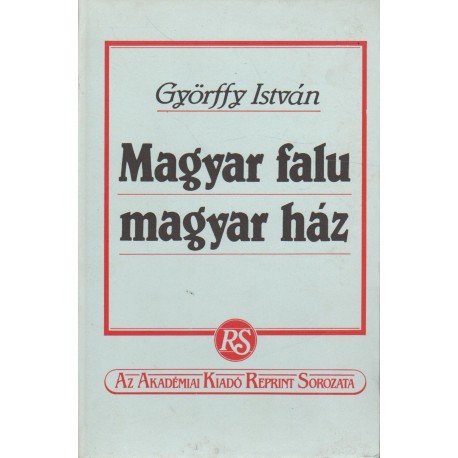 Györffy István
Magyar falu
magyar ház
RS
Az Akadémiai Kiadó Reprint Sorozata